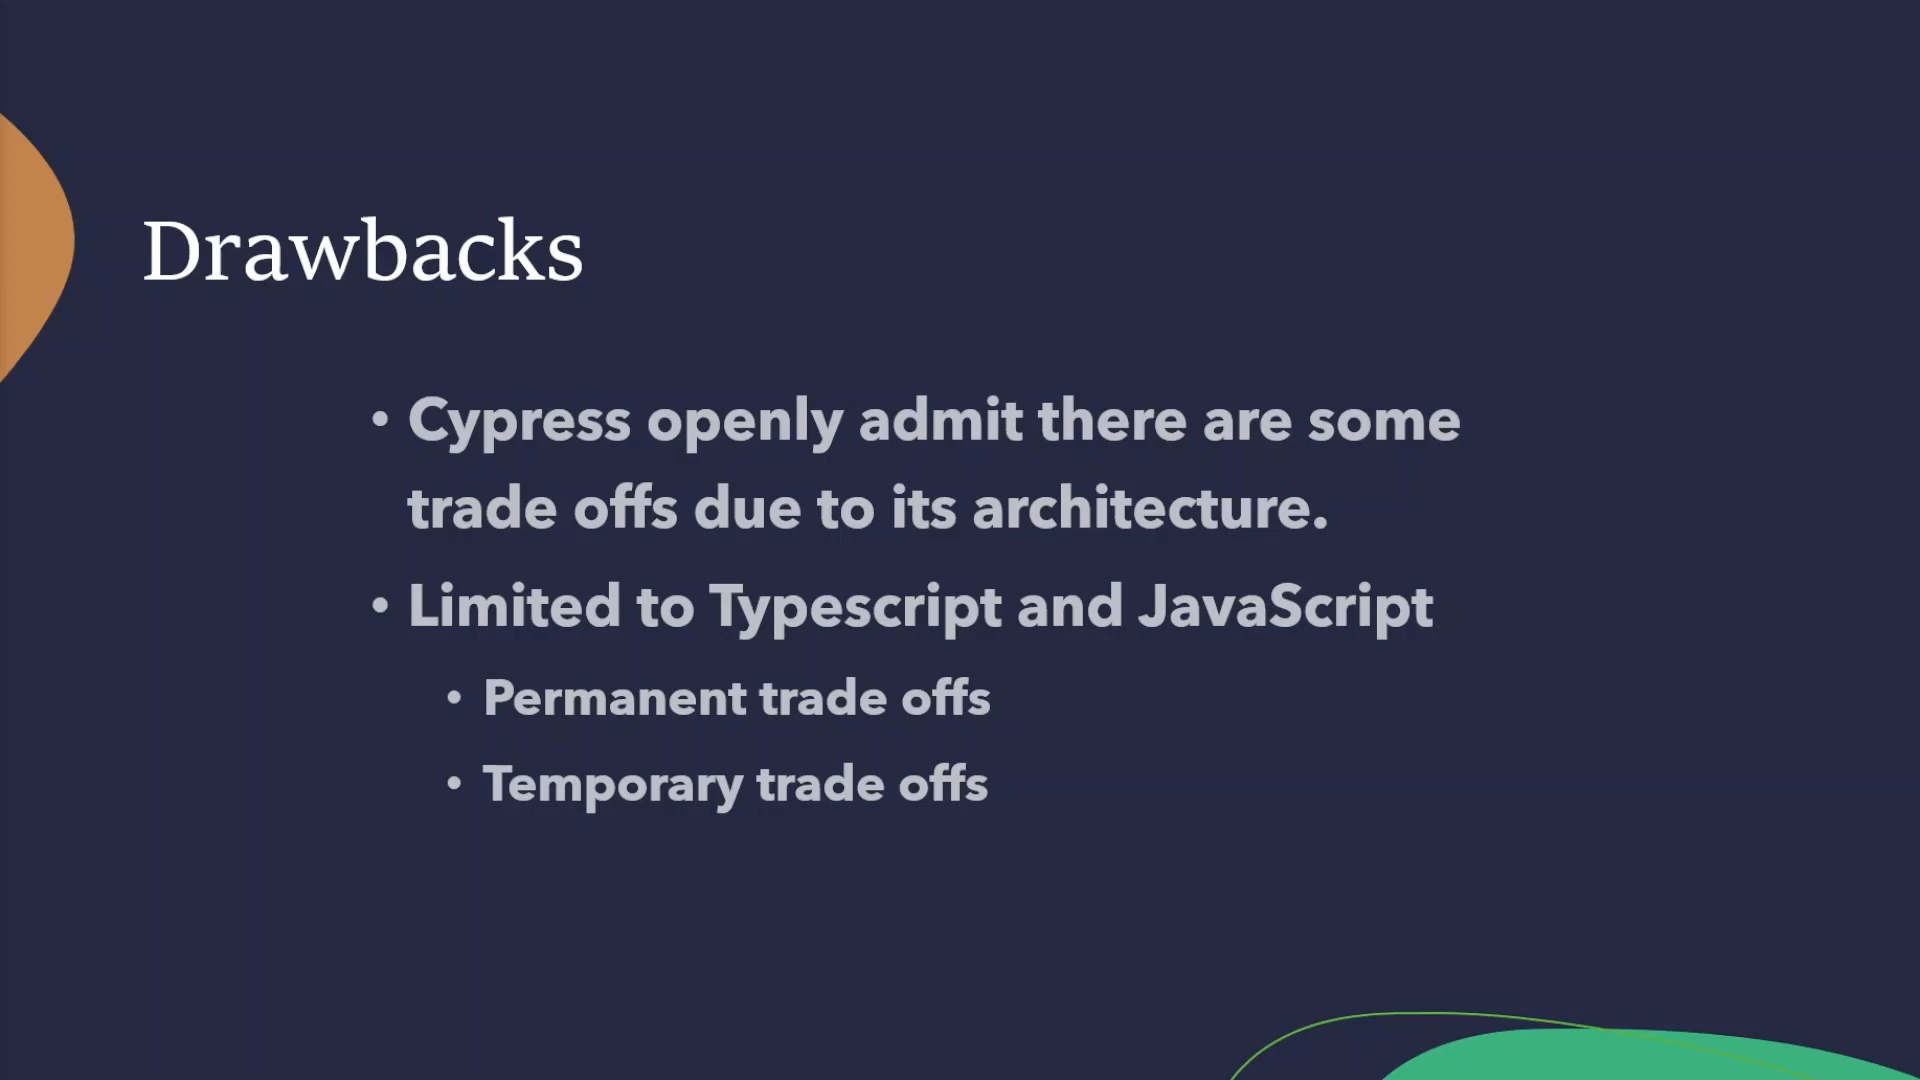 Drawbacks
• Cypress openly admit there are some
trade offs due to its architecture.
• Limited to Typescript and JavaScript
• Permanent trade offs
• Temporary trade offs